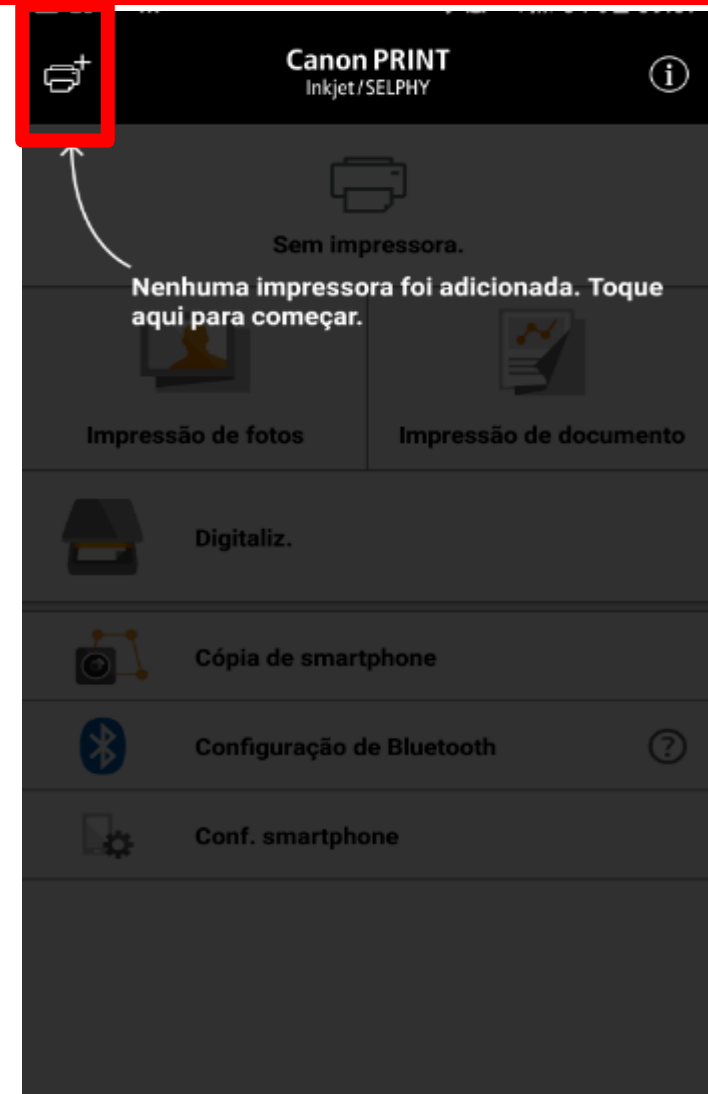 Canon PRINT
Inkjet/SELPHY
Sem impressora.
Nenhuma impressora foi adicionada. Toque
aqui para começar.
Impressão de fotos
Impressão de documento
Digitaliz.
Cópia de smartphone
Configuração de Bluetooth
Conf. smartphone